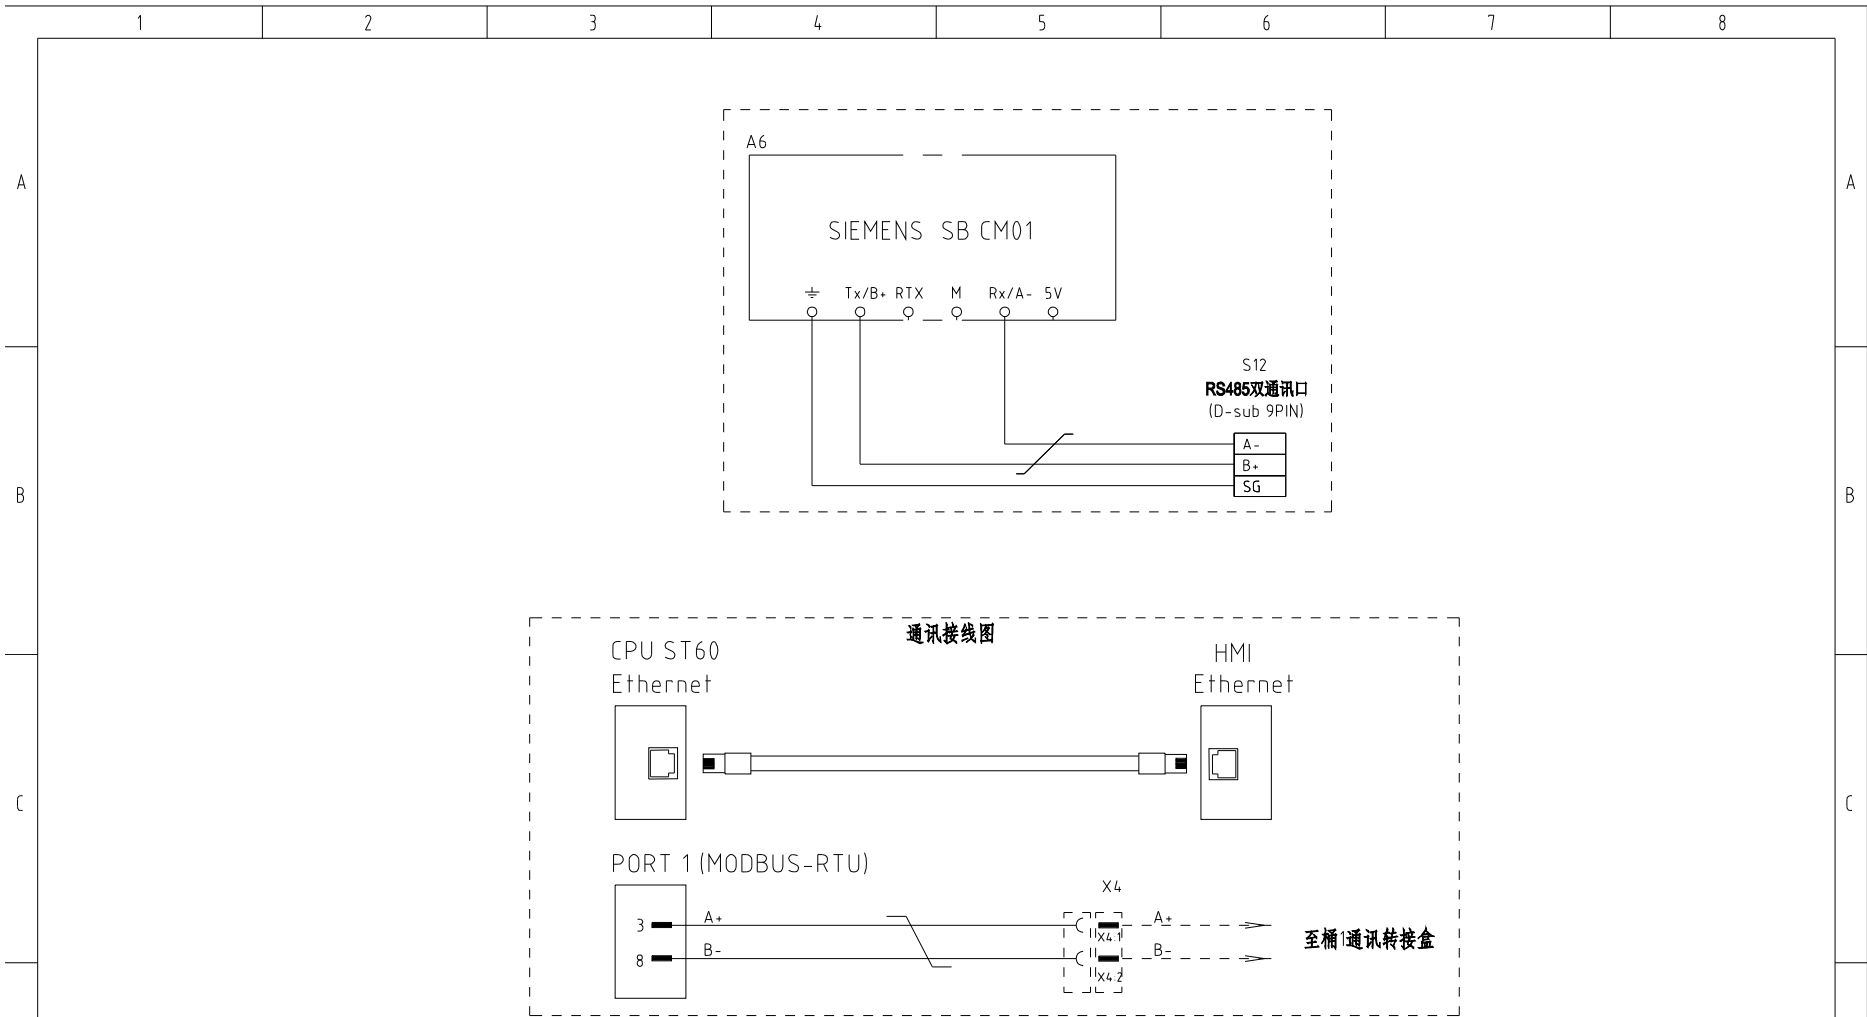 1 2 3 4 5 6 7 8
A6
A A
SIEMENS SB CM01
Tx/B+ RTX M Rx/A- 5V
S12
RS485双通讯口
(D-sub 9PIN)
A-
B+
B B
SG
通讯接线图
CPU ST60
Ethernet
HMI
Ethernet
C C
PORT 1 (MODBUS-RTU)
X4
3 A+ A+
X4:1
至桶1通讯转接盒
8 B- B-
X4:2